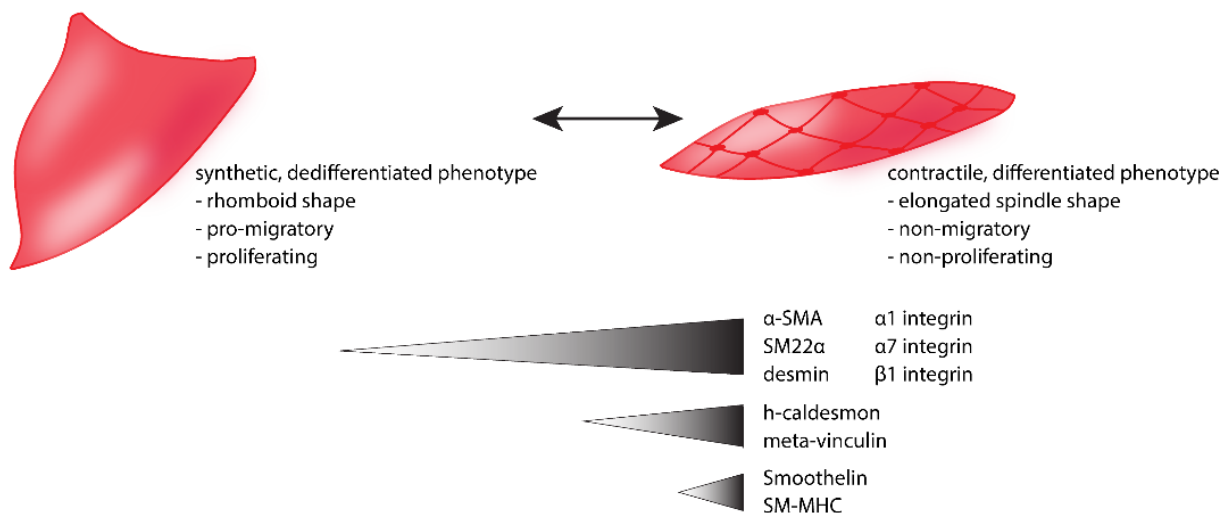 synthetic, dedifferentiated phenotype
- rhomboid shape
- pro-migratory
- proliferating
contractile, differentiated phenotype
- elongated spindle shape
- non-migratory
- non-proliferating
α-SMA α1 integrin
SM22α α7 integrin
desmin β1 integrin
h-caldesmon
meta-vinculin
Smoothelin
SM-MHC